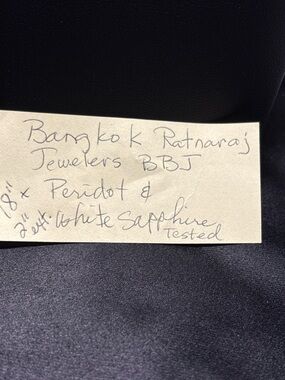 Bangkok Ratnaraj
Jewelers BBJ
18" x Peridot &
2" ext. White Sapphire
Tested